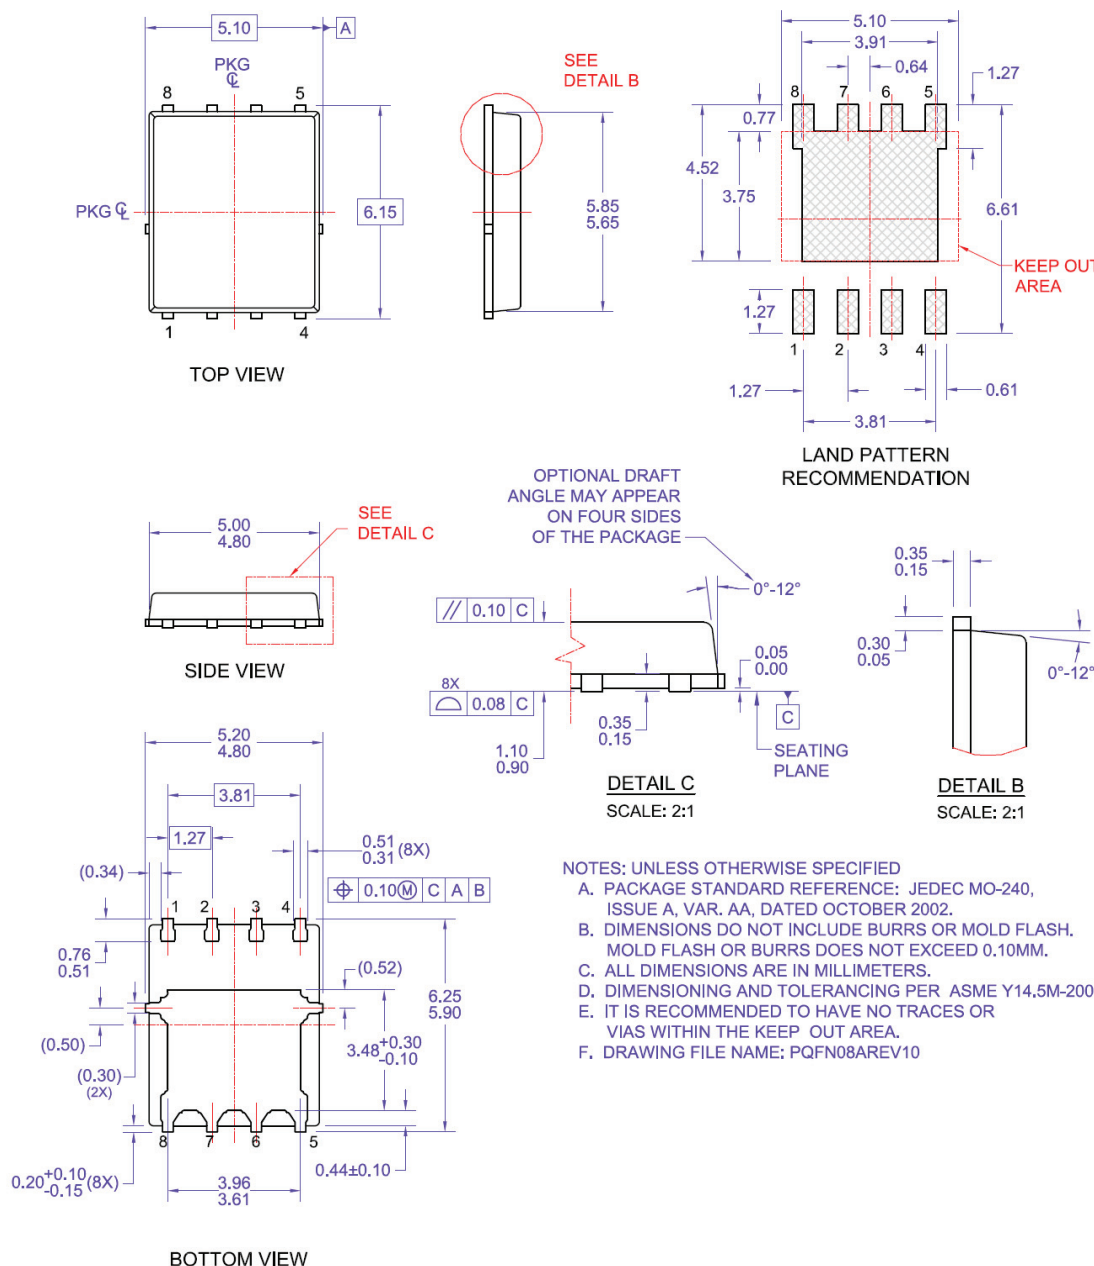 5.10
A
PKG
℄
8
5
PKG ℄
6.15
1
4
TOP VIEW
SEE
DETAIL B
5.85
5.65
5.10
3.91
0.64
1.27
8
7
6
5
0.77
4.52
3.75
6.61
KEEP OUT
AREA
1.27
1
2
3
4
1.27
0.61
3.81
LAND PATTERN
RECOMMENDATION
5.00
4.80
SEE
DETAIL C
SIDE VIEW
OPTIONAL DRAFT
ANGLE MAY APPEAR
ON FOUR SIDES
OF THE PACKAGE
0°-12°
// 0.10 C
0.05
0.00
8X
⌓ 0.08 C
0.35
0.15
C
1.10
0.90
SEATING
PLANE
DETAIL C
SCALE: 2:1
0.35
0.15
0.30
0.05
0°-12°
DETAIL B
SCALE: 2:1
5.20
4.80
3.81
1.27
0.51
0.31 (8X)
(0.34)
⌖ 0.10Ⓜ C A B
1
2
3
4
0.76
0.51
(0.52)
6.25
5.90
(0.50)
3.48 +0.30
-0.10
(0.30)
(2X)
8
7
6
5
0.20 +0.10
-0.15 (8X)
0.44±0.10
3.96
3.61
BOTTOM VIEW
NOTES: UNLESS OTHERWISE SPECIFIED
A. PACKAGE STANDARD REFERENCE: JEDEC MO-240,
ISSUE A, VAR. AA, DATED OCTOBER 2002.
B. DIMENSIONS DO NOT INCLUDE BURRS OR MOLD FLASH.
MOLD FLASH OR BURRS DOES NOT EXCEED 0.10MM.
C. ALL DIMENSIONS ARE IN MILLIMETERS.
D. DIMENSIONING AND TOLERANCING PER ASME Y14.5M-200
E. IT IS RECOMMENDED TO HAVE NO TRACES OR
VIAS WITHIN THE KEEP OUT AREA.
F. DRAWING FILE NAME: PQFN08AREV10